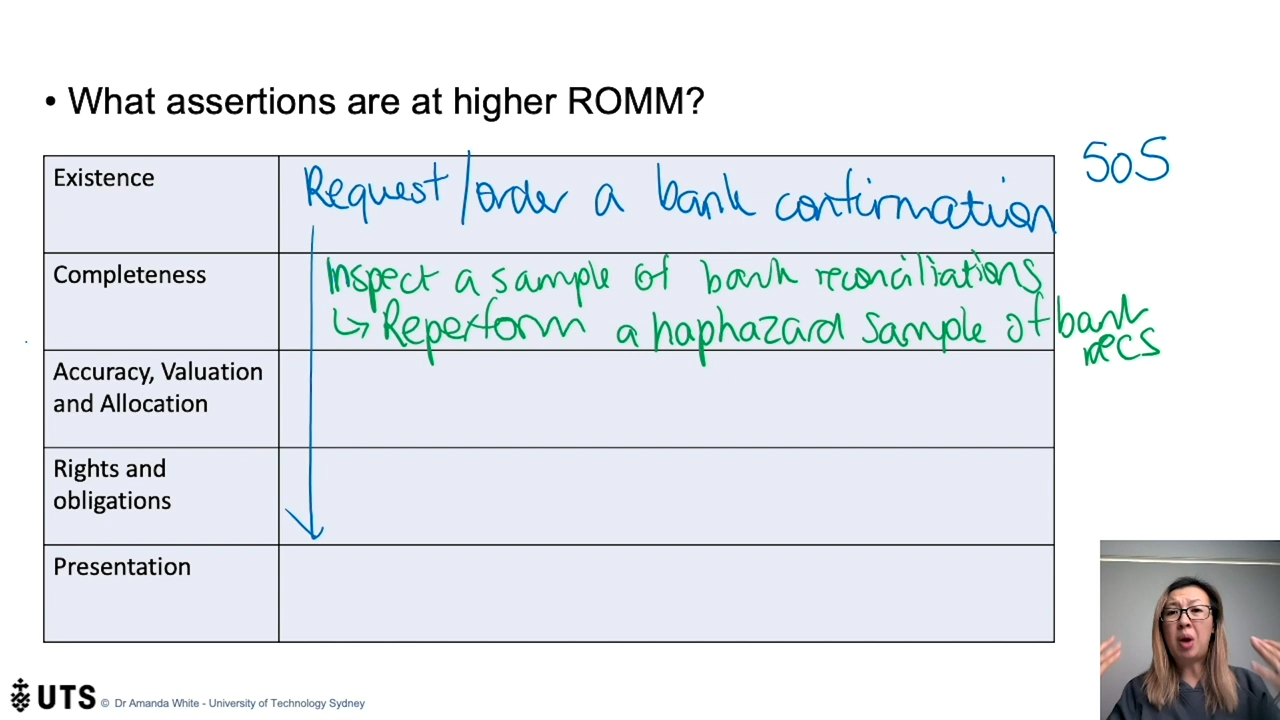 • What assertions are at higher ROMM?
SoS
Existence
Request/order a bank confirmation
Completeness
Inspect a sample of bank reconciliations
↳ Reperform a haphazard sample of bank
recs
Accuracy, Valuation
and Allocation
Rights and
obligations
Presentation
UTS © Dr Amanda White - University of Technology Sydney